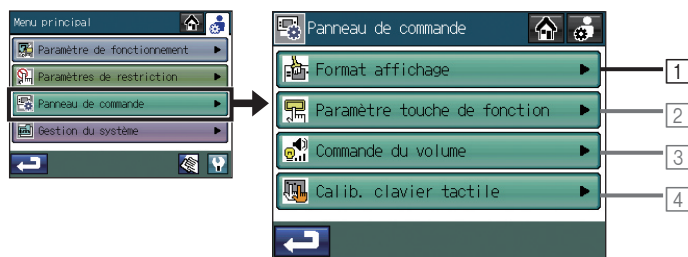 Menu principal
Paramètre de fonctionnement
Paramètres de restriction
Panneau de commande
Gestion du système
Panneau de commande
Format affichage
1
Paramètre touche de fonction
2
Commande du volume
3
Calib. clavier tactile
4